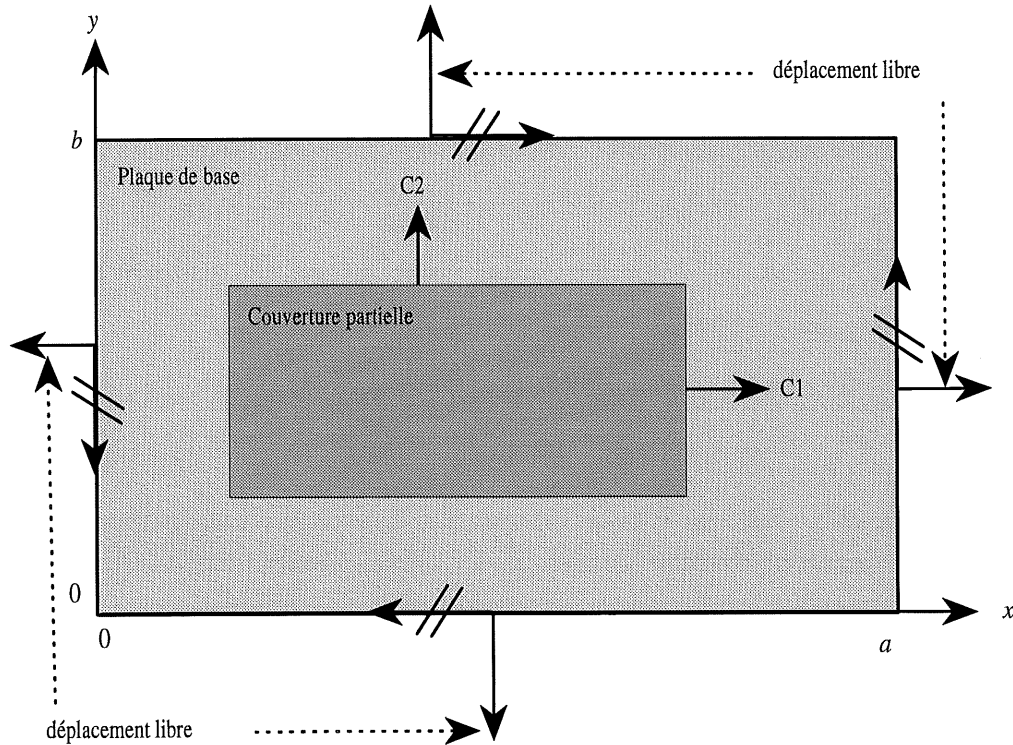 y
déplacement libre
b
Plaque de base
C2
Couverture partielle
C1
0
x
0
a
déplacement libre